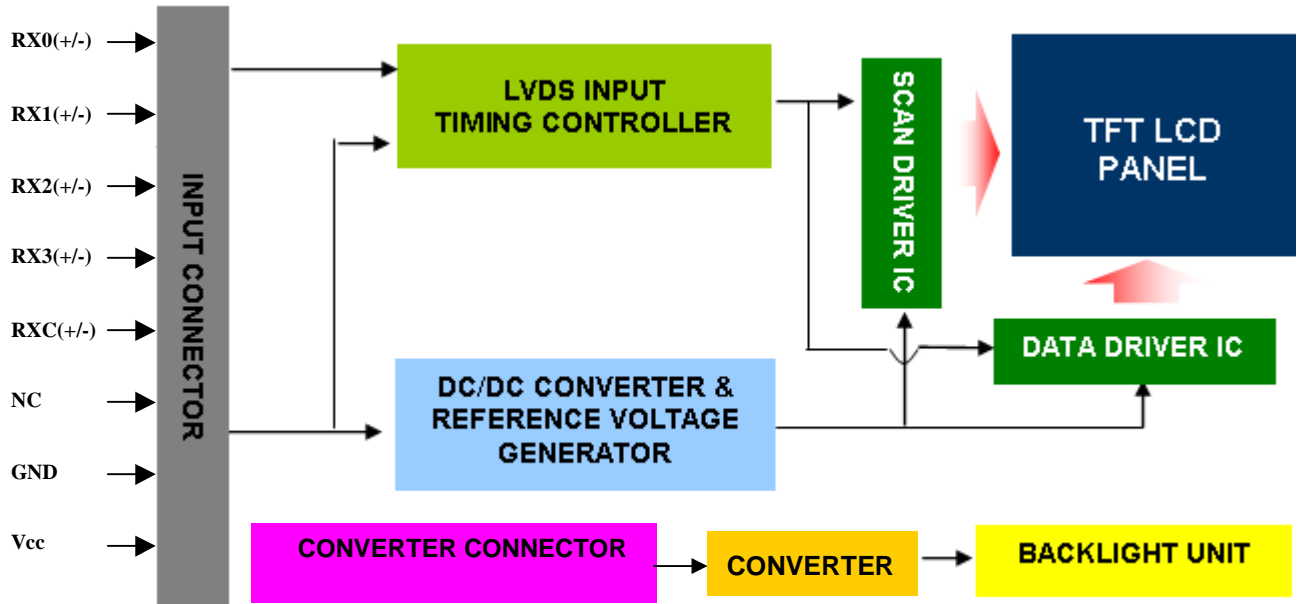 RX0(+/-)
RX1(+/-)
RX2(+/-)
RX3(+/-)
RXC(+/-)
NC
GND
Vcc
INPUT CONNECTOR
LVDS INPUT
TIMING CONTROLLER
SCAN DRIVER IC
TFT LCD
PANEL
DATA DRIVER IC
DC/DC CONVERTER &
REFERENCE VOLTAGE
GENERATOR
CONVERTER CONNECTOR
CONVERTER
BACKLIGHT UNIT